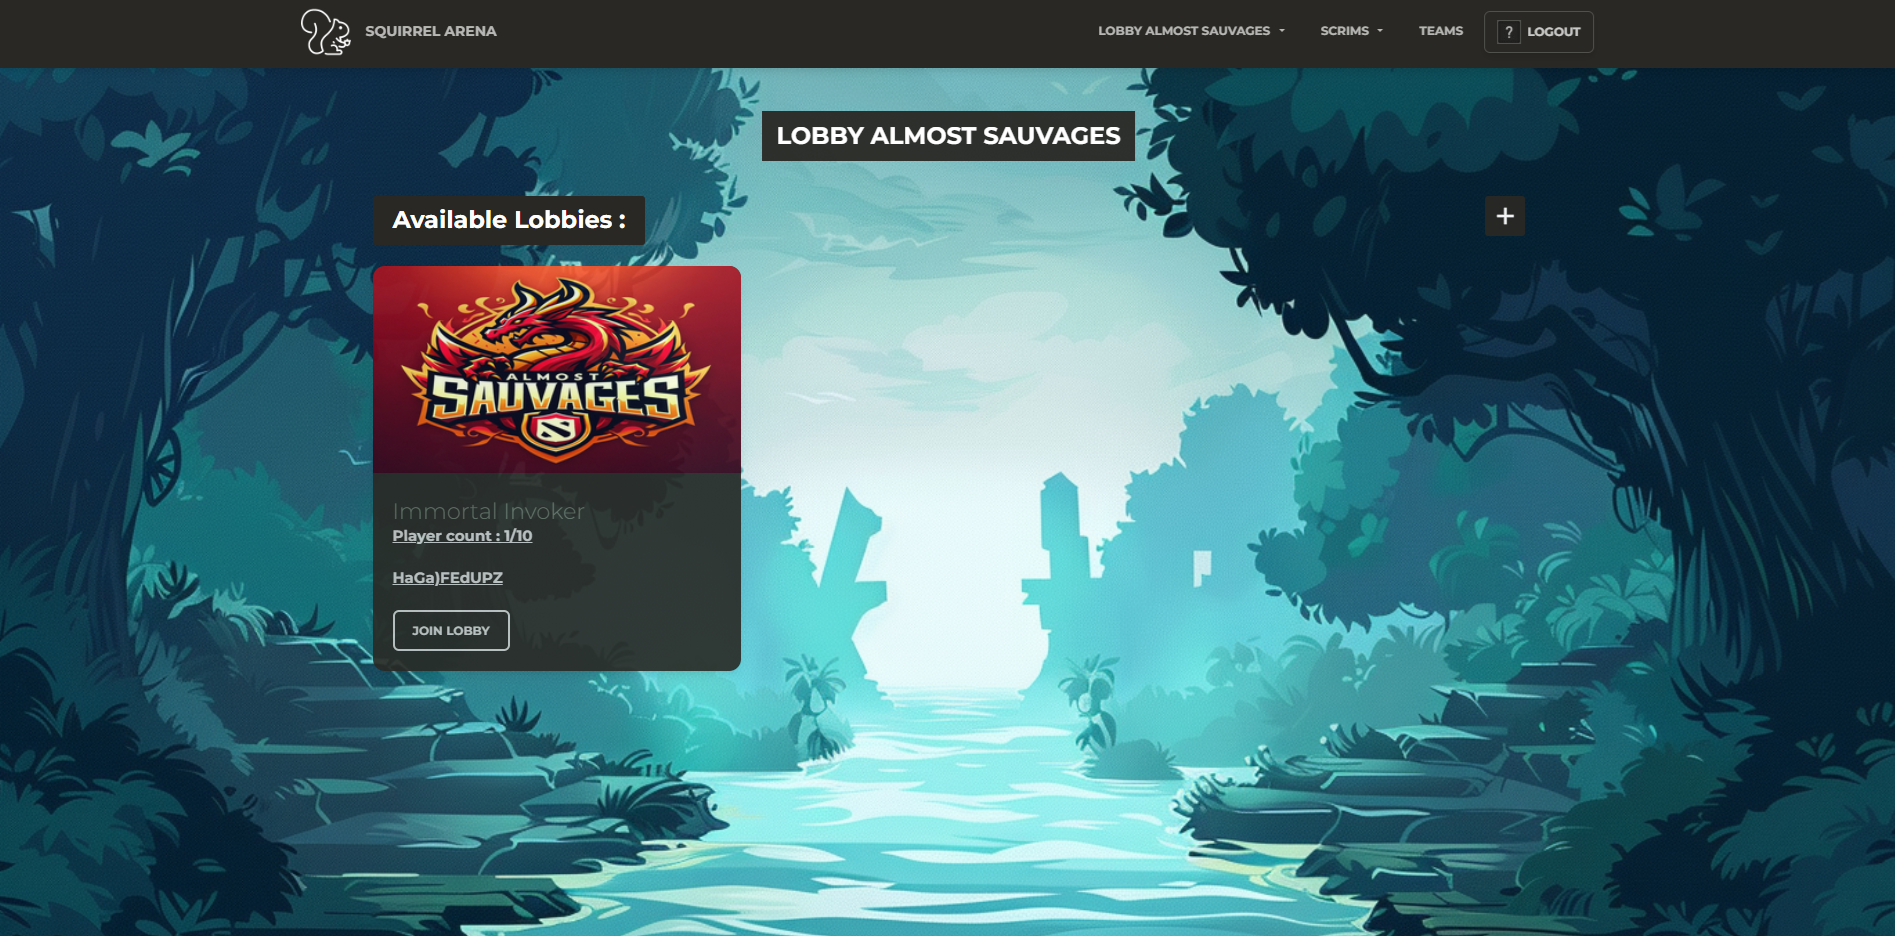 SQUIRREL ARENA
LOBBY ALMOST SAUVAGES
SCRIMS
TEAMS
? LOGOUT
LOBBY ALMOST SAUVAGES
Available Lobbies :
+
ALMOST
SAUVAGES
Immortal Invoker
Player count : 1/10
HaGa)FEdUPZ
JOIN LOBBY